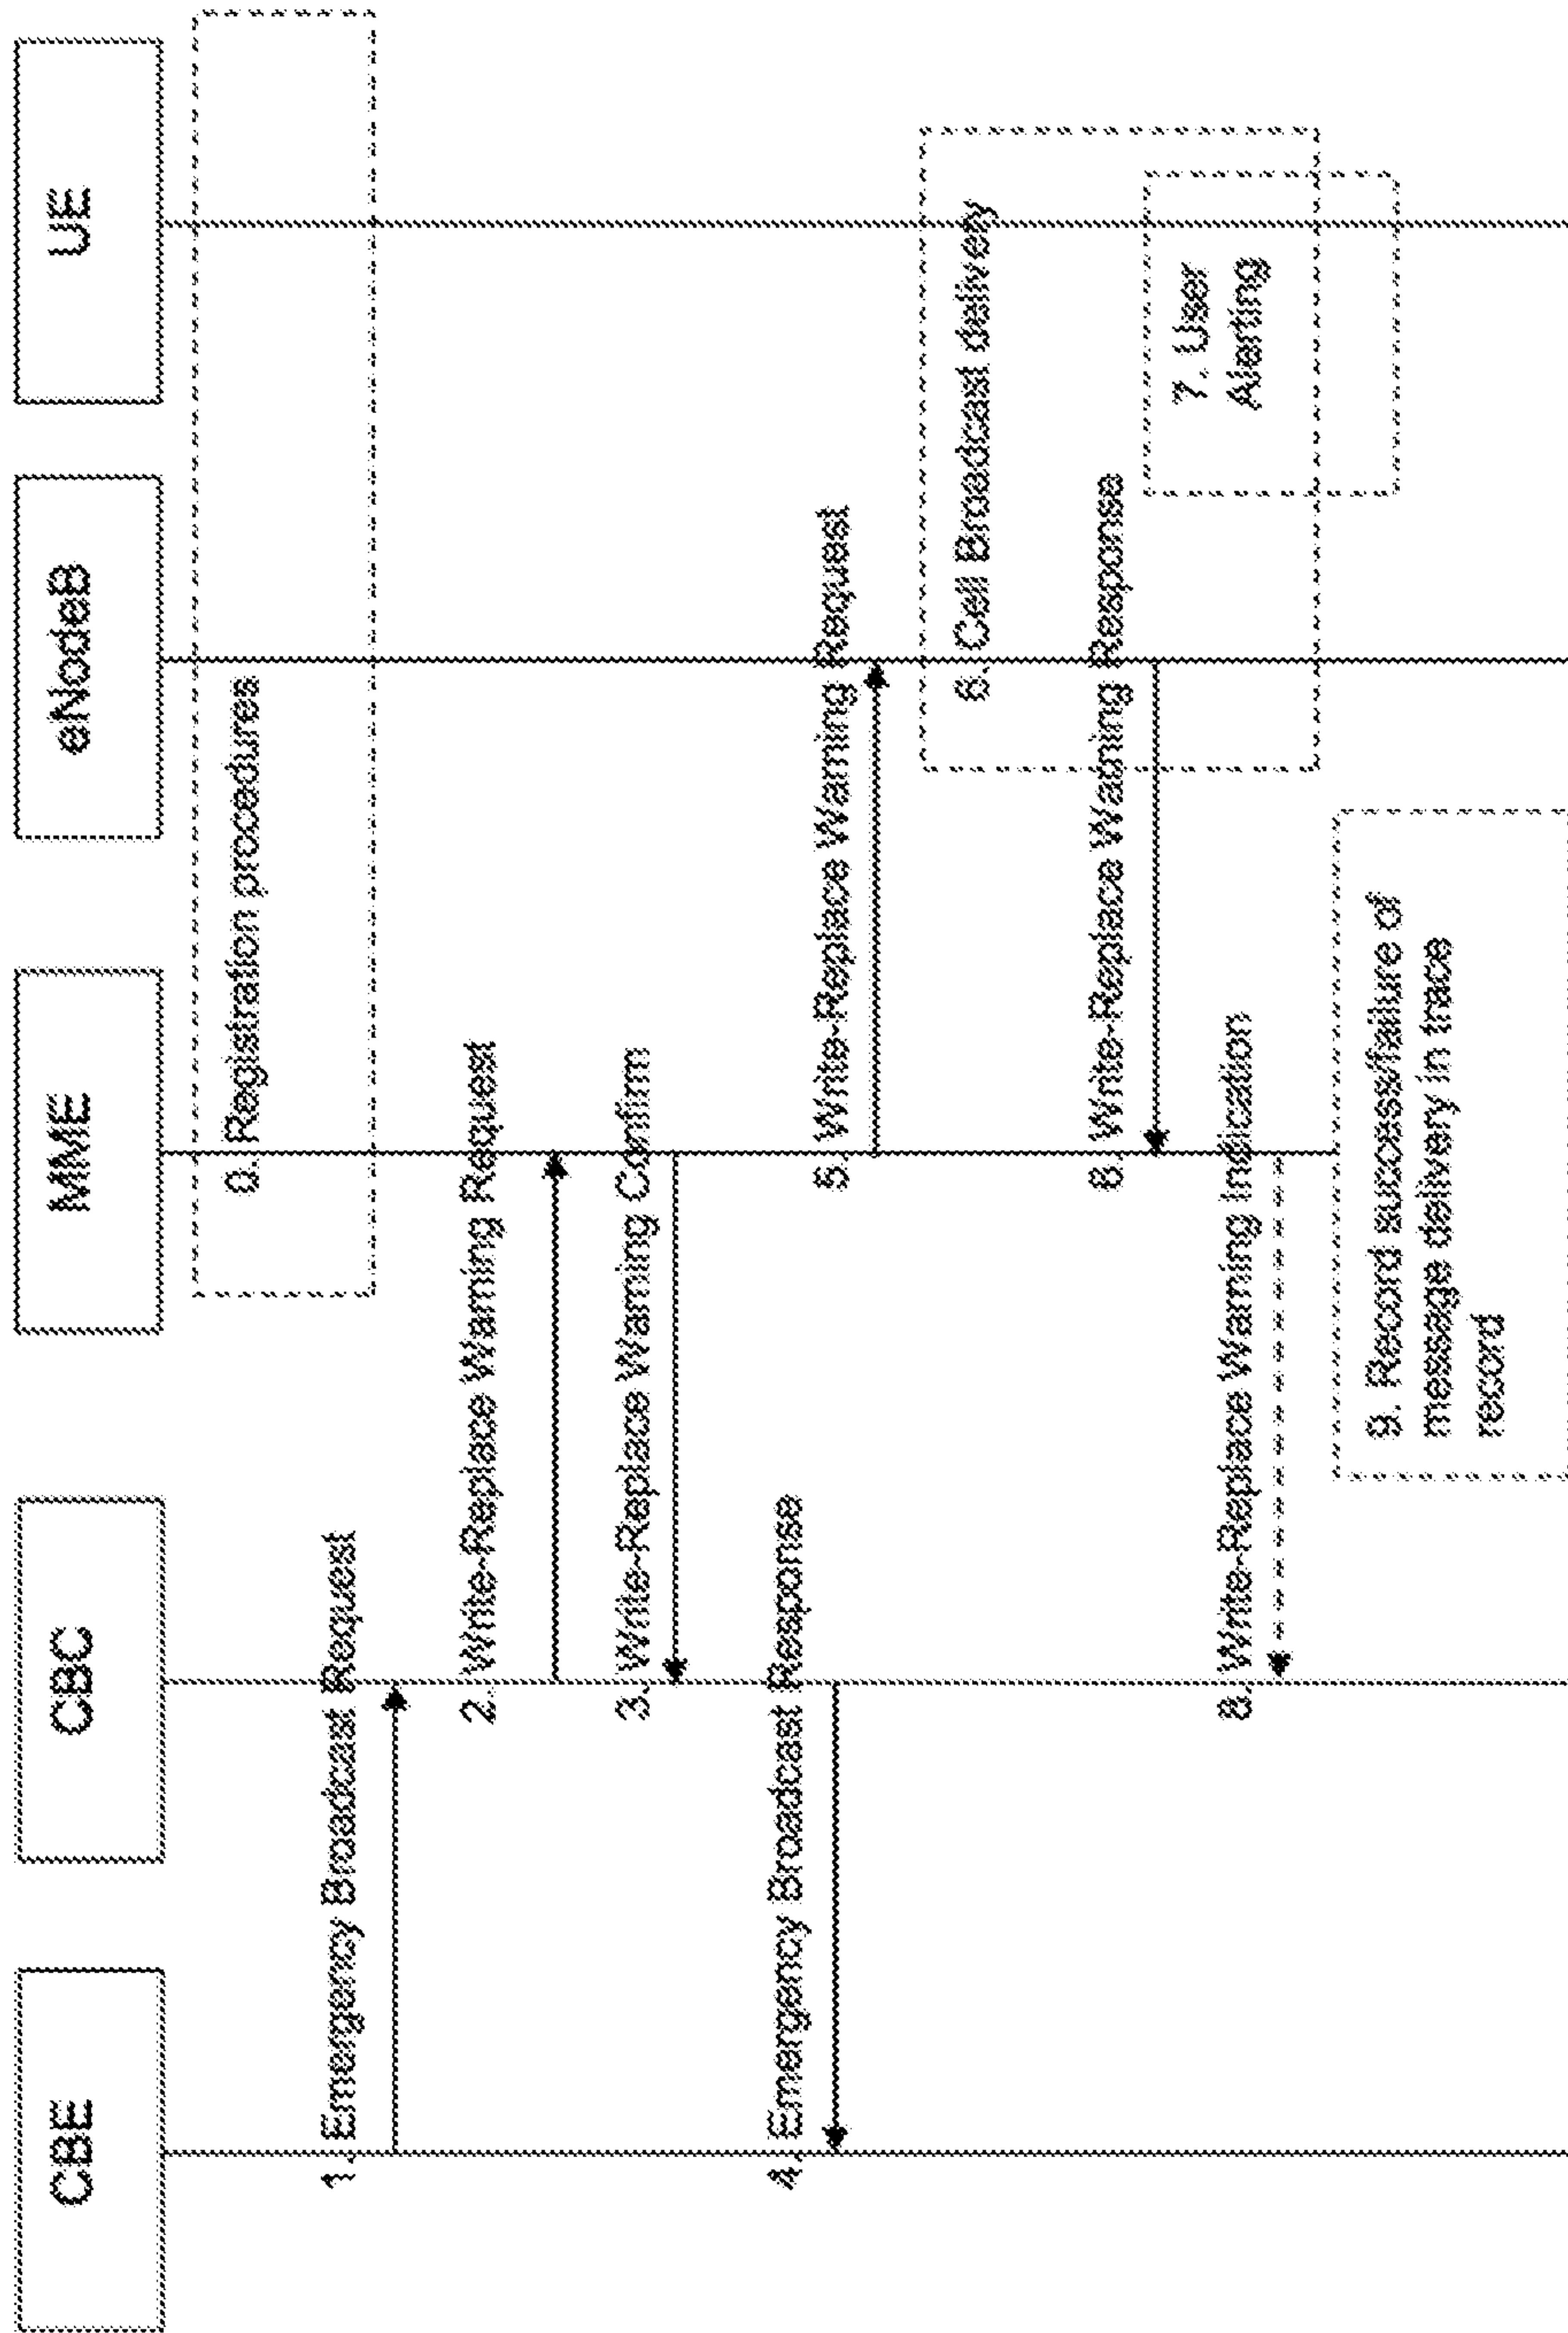 CBE
CBC
MME
eNodeB
UE
0. Registration procedures
1. Emergency Broadcast Request
2. Write-Replace Warning Request
3. Write-Replace Warning Confirm
4. Emergency Broadcast Response
5. Write-Replace Warning Request
6. Cell Broadcast delivery
8. Write-Replace Warning Response
7. User
Alerting
8. Write-Replace Warning Indication
9. Record success/failure of
message delivery in trace
record